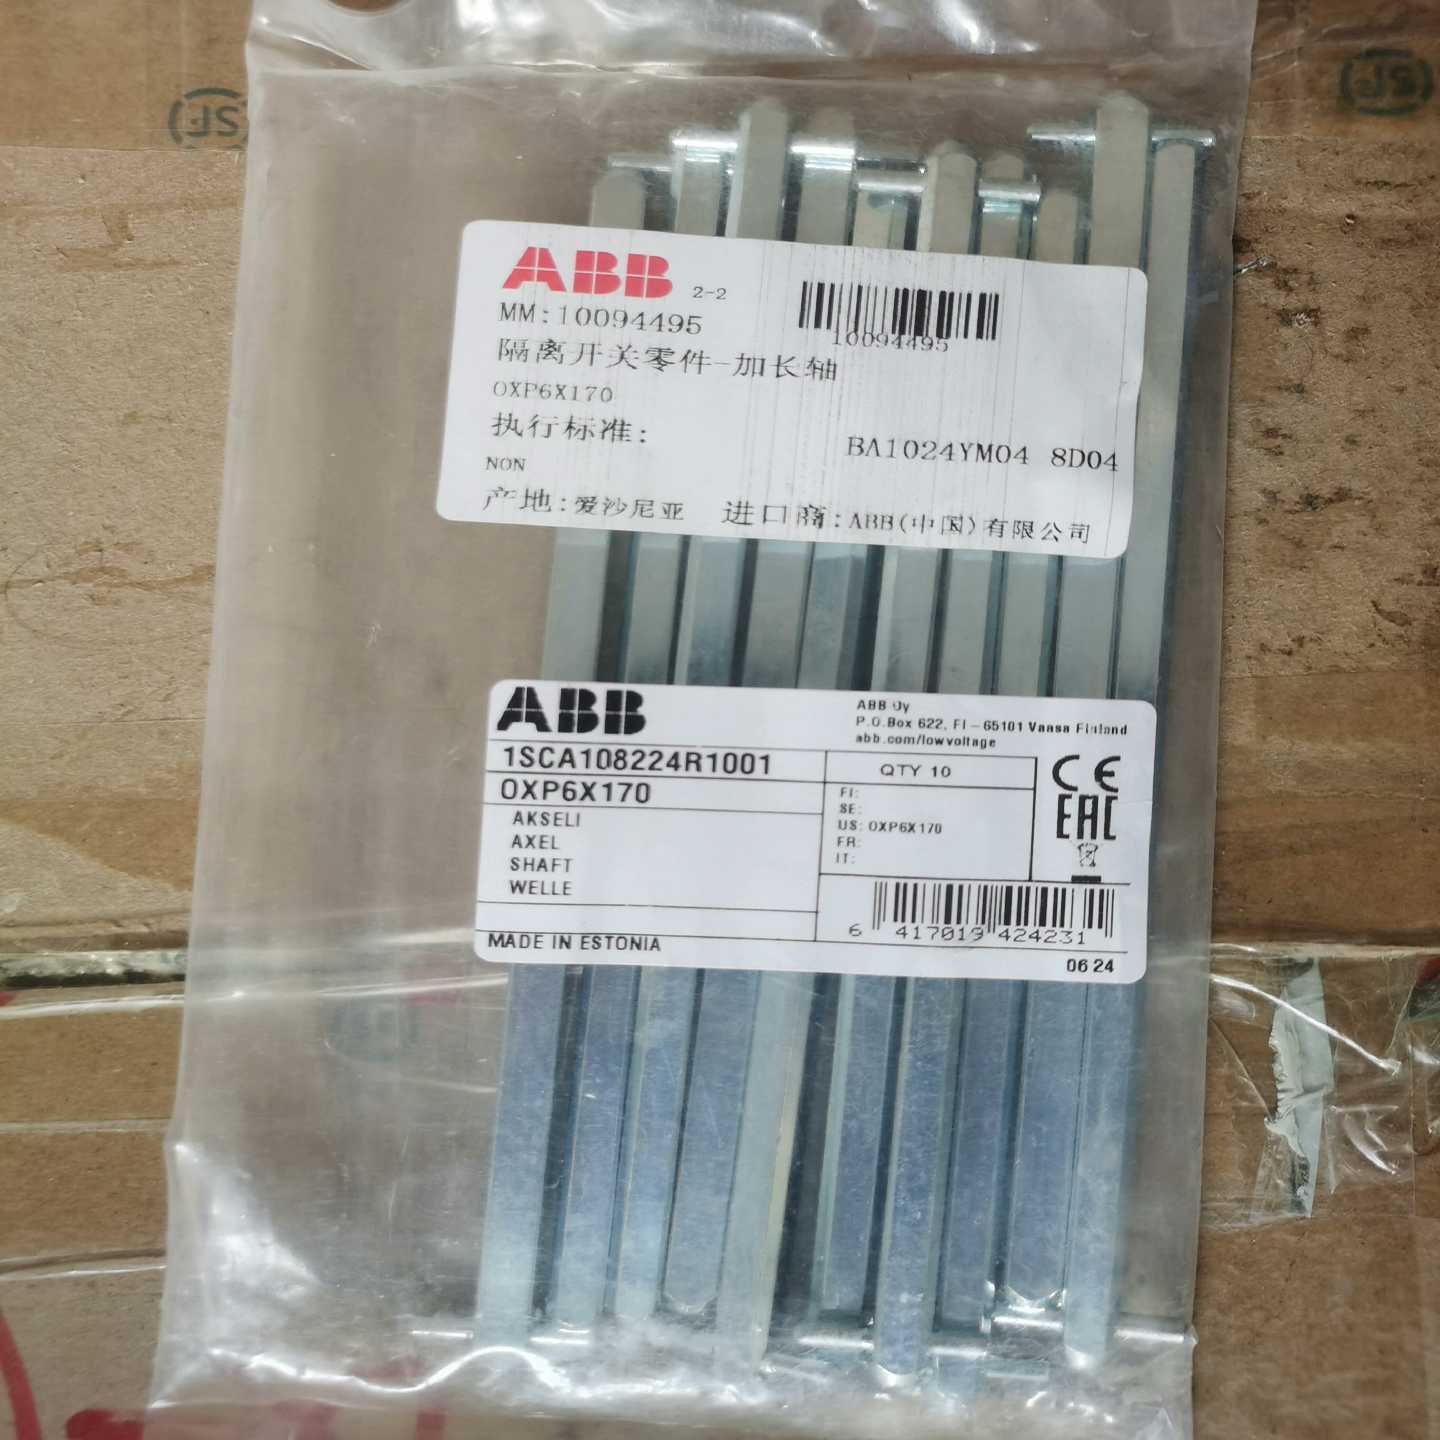 ABB 2-2
MM:10094495
10094495
隔离开关零件-加长轴
OXP6X170
执行标准:
BA1024YM04 8D04
NON
产地:爱沙尼亚 进口商:ABB(中国)有限公司
ABB
ABB Oy
P.O.Box 622, FI-65101 Vaasa Finland
abb.com/lowvoltage
1SCA108224R1001
QTY 10
CE
OXP6X170
EAC
AKSELI
AXEL
SHAFT
WELLE
FI:
SE:
US: OXP6X170
FR:
IT:
6 417019 424231
MADE IN ESTONIA
06 24